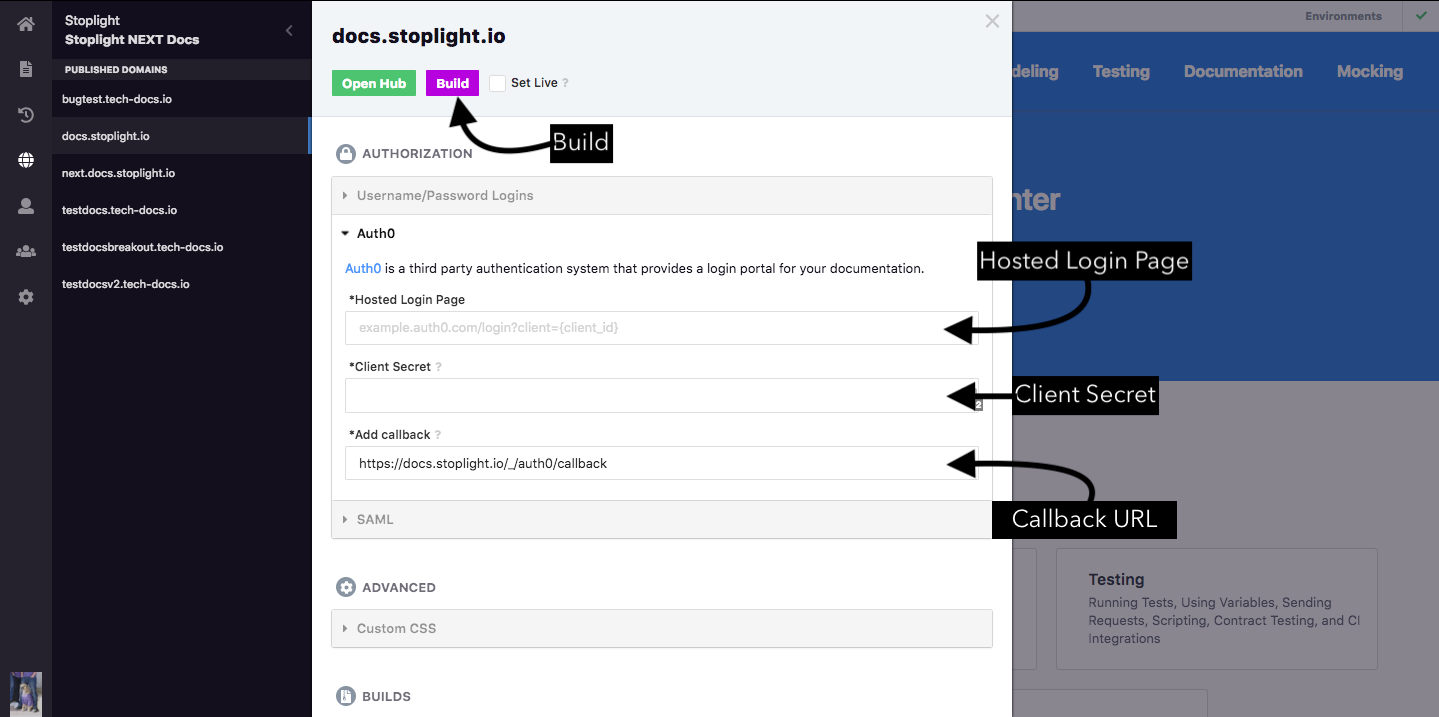 Stoplight
Stoplight NEXT Docs
PUBLISHED DOMAINS
bugtest.tech-docs.io
docs.stoplight.io
next.docs.stoplight.io
testdocs.tech-docs.io
testdocsbreakout.tech-docs.io
testdocsv2.tech-docs.io
docs.stoplight.io
Open Hub
Build
Set Live ?
Build
AUTHORIZATION
Username/Password Logins
Auth0
Auth0 is a third party authentication system that provides a login portal for your documentation.
*Hosted Login Page
example.auth0.com/login?client={client_id}
Hosted Login Page
*Client Secret ?
Client Secret
*Add callback ?
https://docs.stoplight.io/_/auth0/callback
Callback URL
SAML
ADVANCED
Custom CSS
BUILDS
Environments
Testing
Documentation
Mocking
Testing
Running Tests, Using Variables, Sending
Requests, Scripting, Contract Testing, and CI
Integrations